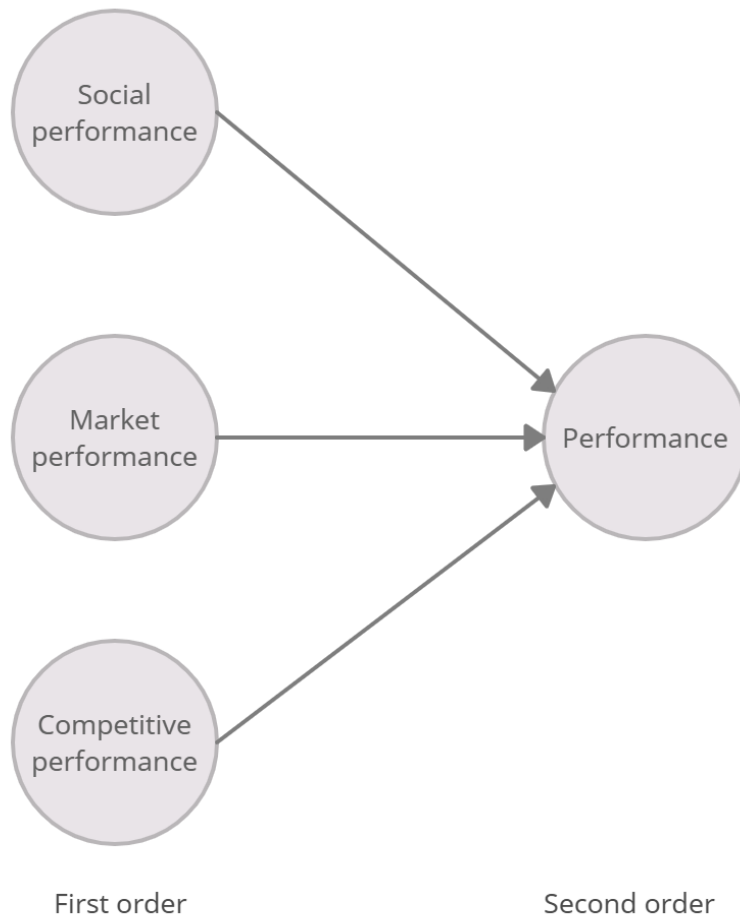 Social
performance
Market
performance
Performance
Competitive
performance
First order
Second order